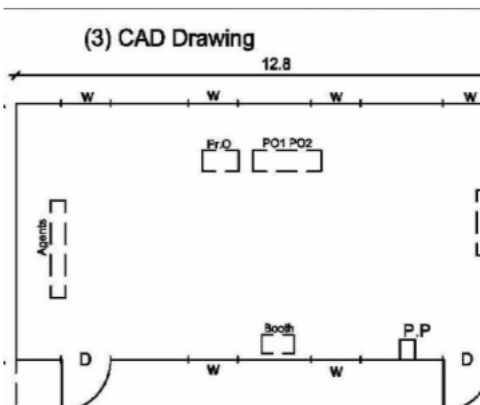 (3) CAD Drawing
12.8
W W W W
Pr.O PO1 PO2
Agents
Booth P.P
D D
W W